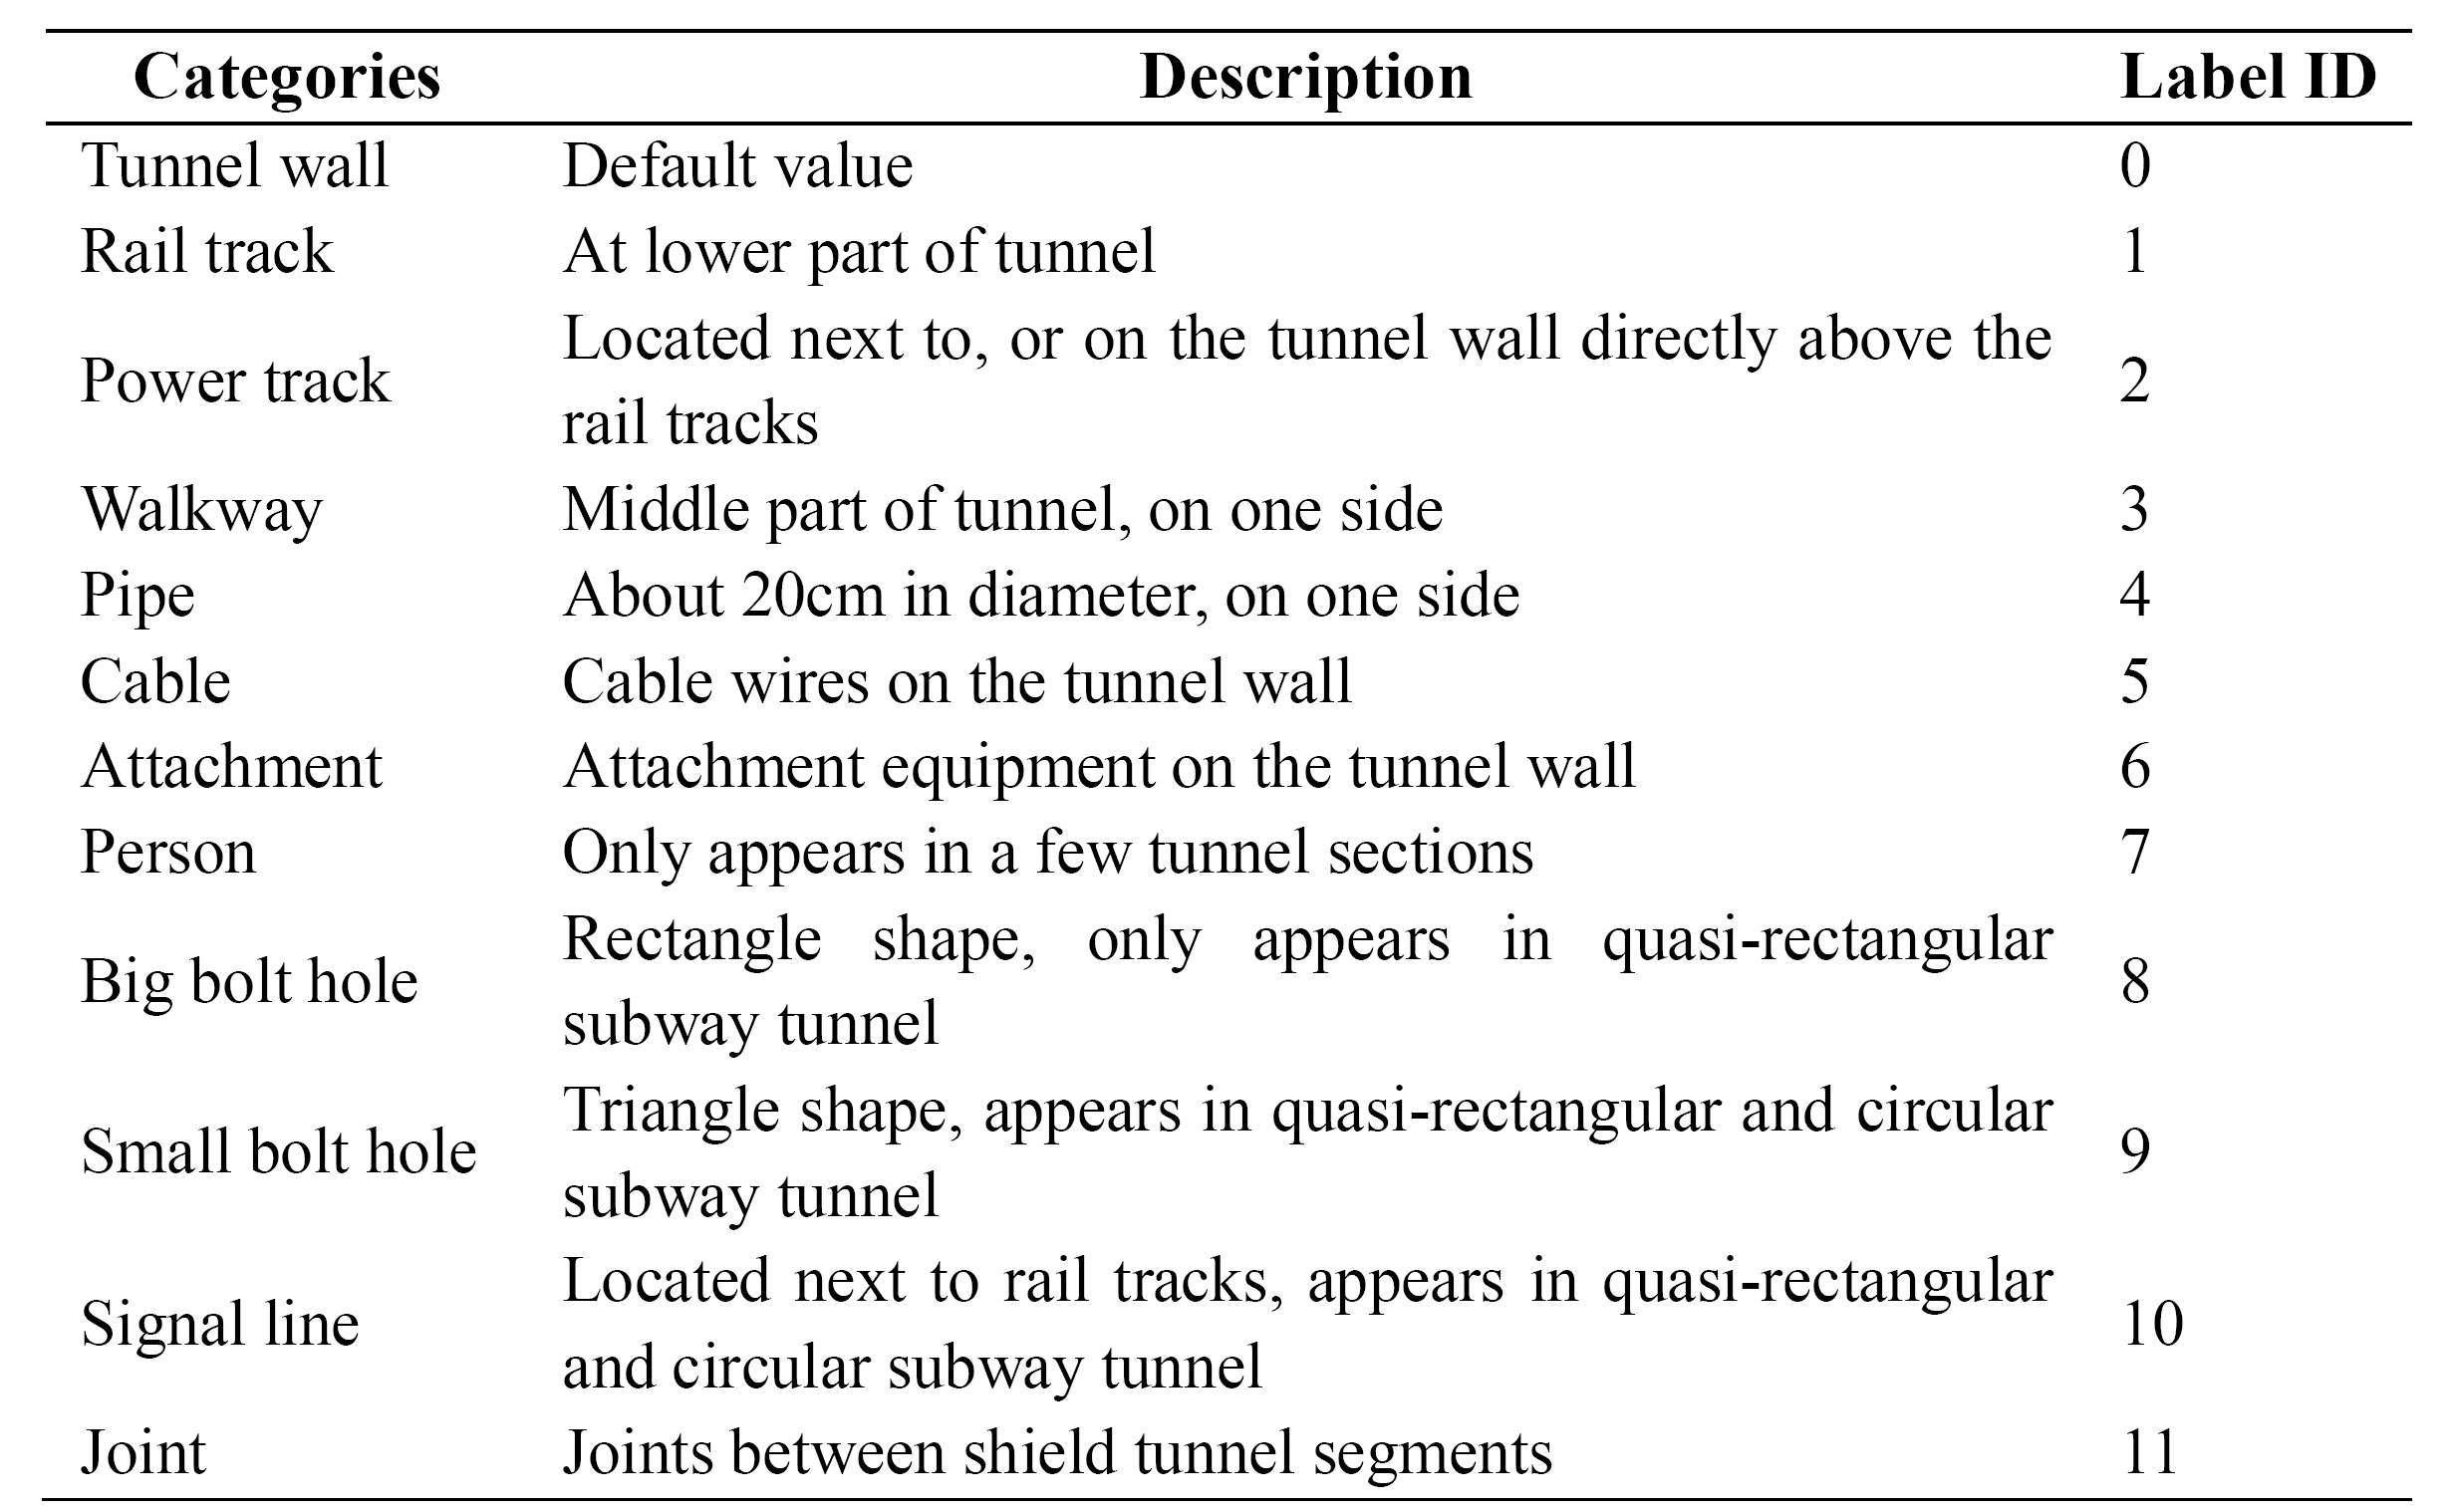 Categories Description Label ID
Tunnel wall Default value 0
Rail track At lower part of tunnel 1
Power track Located next to, or on the tunnel wall directly above the
rail tracks 2
Walkway Middle part of tunnel, on one side 3
Pipe About 20cm in diameter, on one side 4
Cable Cable wires on the tunnel wall 5
Attachment Attachment equipment on the tunnel wall 6
Person Only appears in a few tunnel sections 7
Big bolt hole Rectangle shape, only appears in quasi-rectangular
subway tunnel 8
Small bolt hole Triangle shape, appears in quasi-rectangular and circular
subway tunnel 9
Signal line Located next to rail tracks, appears in quasi-rectangular
and circular subway tunnel 10
Joint Joints between shield tunnel segments 11